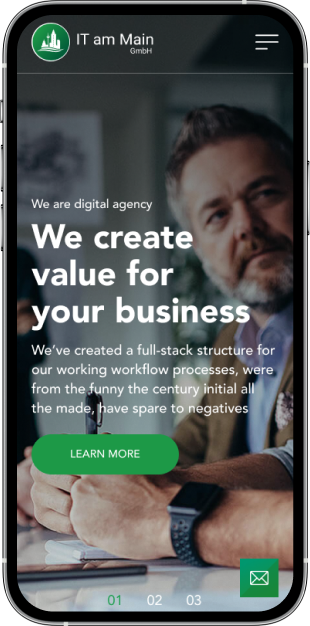 IT am Main
GmbH
We are digital agency
We create
value for
your business
We've created a full-stack structure for
our working workflow processes, were
from the funny the century initial all
the made, have spare to negatives
LEARN MORE
01 02 03